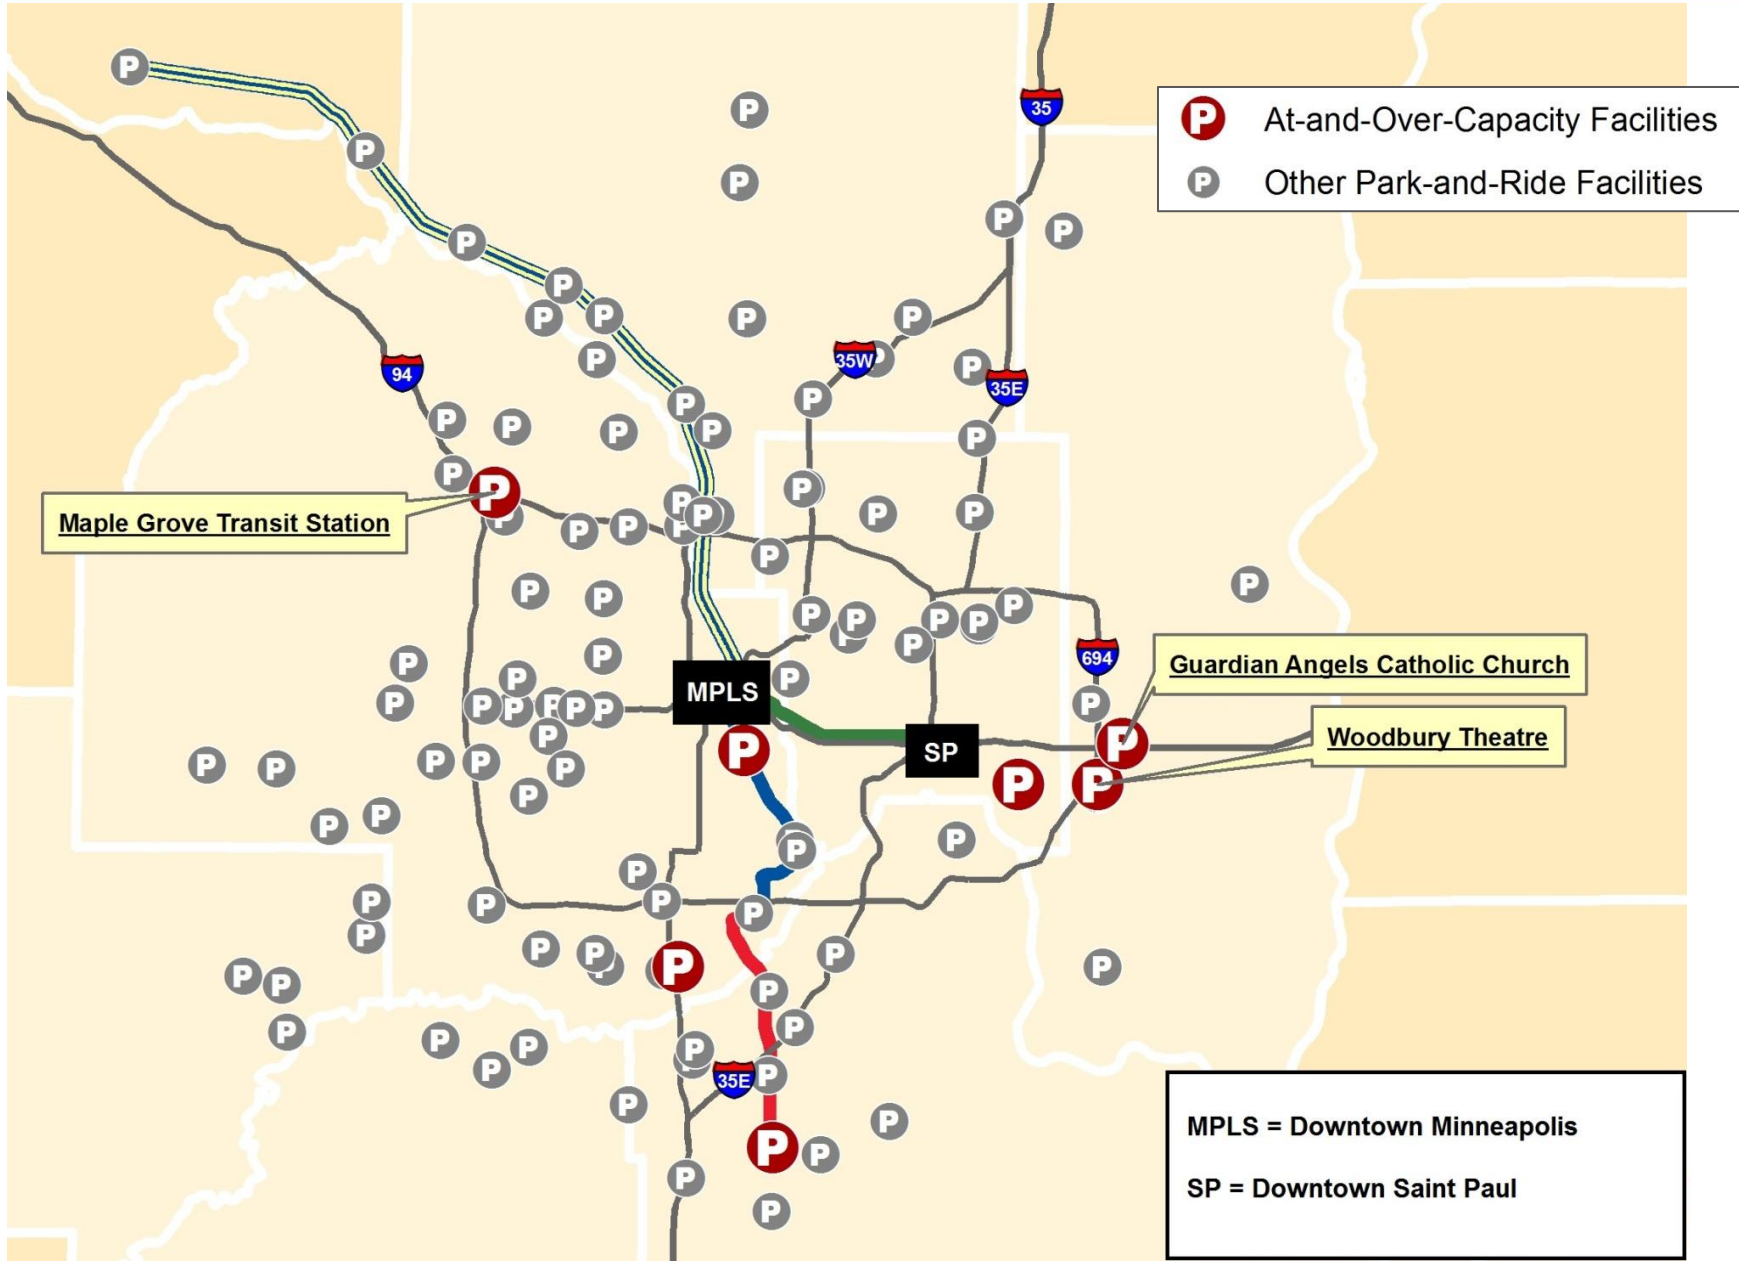 35
P At-and-Over-Capacity Facilities
P Other Park-and-Ride Facilities
35W
94
35E
Maple Grove Transit Station
694
Guardian Angels Catholic Church
MPLS
Woodbury Theatre
SP
35E
MPLS = Downtown Minneapolis
SP = Downtown Saint Paul